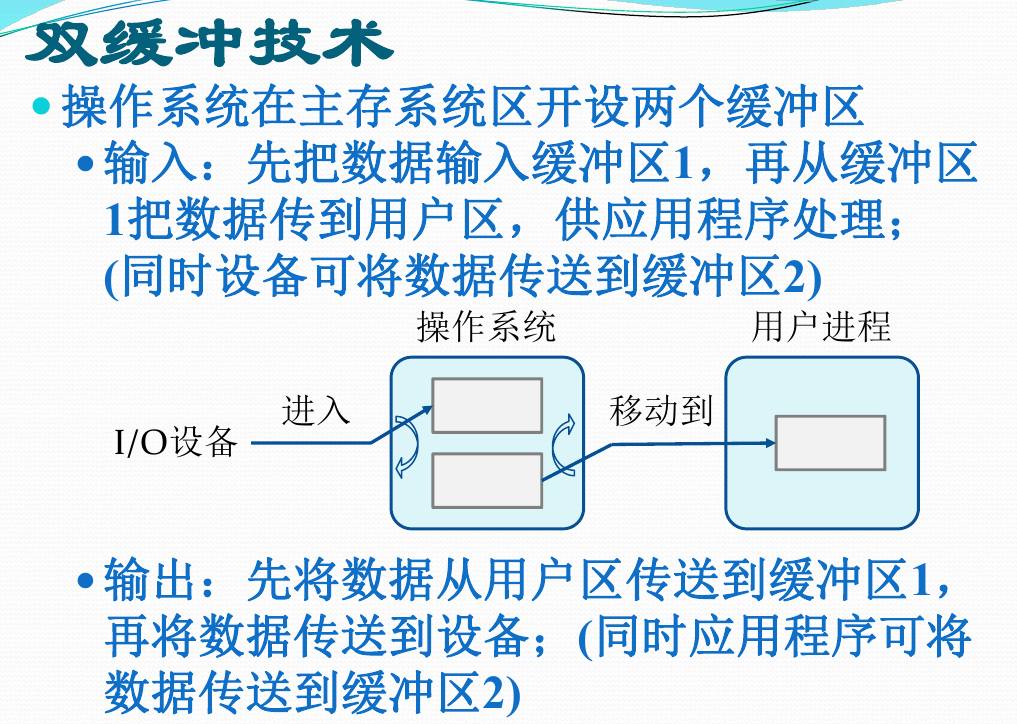 双缓冲技术
操作系统在主存系统区开设两个缓冲区
输入：先把数据输入缓冲区1，再从缓冲区
1把数据传到用户区，供应用程序处理；
(同时设备可将数据传送到缓冲区2)
操作系统
用户进程
进入
移动到
I/O设备
输出：先将数据从用户区传送到缓冲区1，
再将数据传送到设备；(同时应用程序可将
数据传送到缓冲区2)